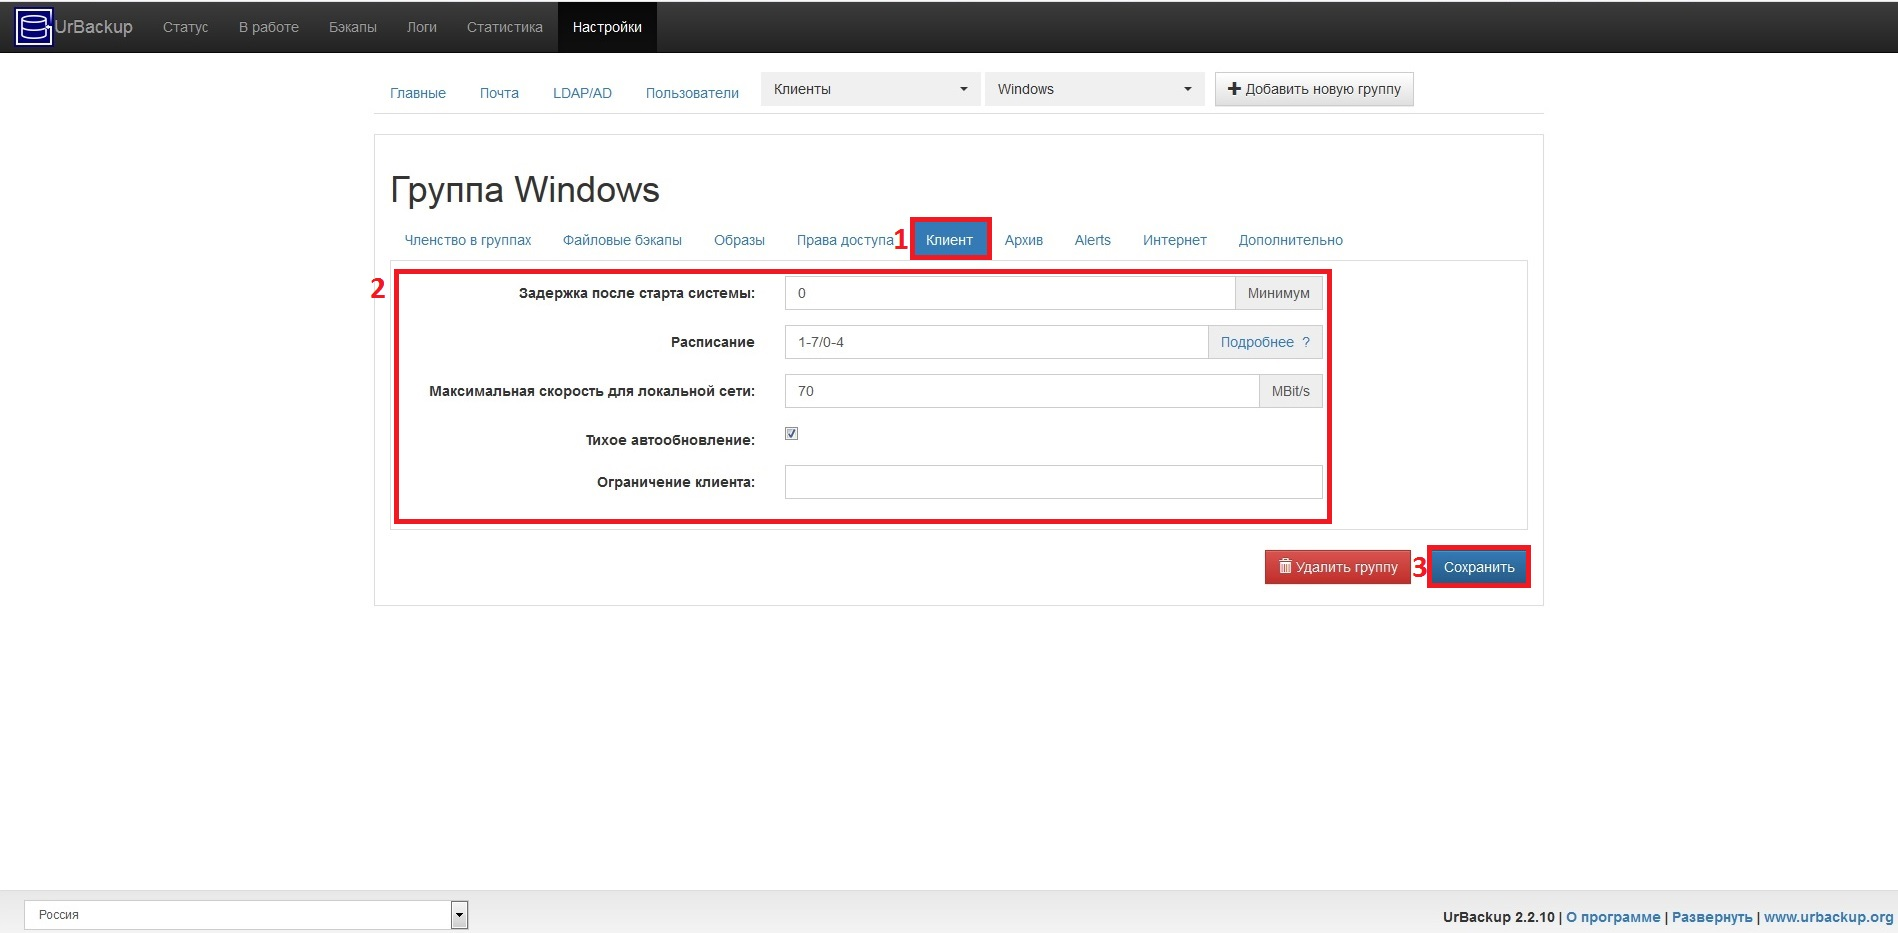 UrBackup Статус В работе Бэкапы Логи Статистика Настройки
Главные Почта LDAP/AD Пользователи Клиенты Windows Добавить новую группу
Группа Windows
Членство в группах Файловые бэкапы Образы Права доступа 1 Клиент Архив Alerts Интернет Дополнительно
2 Задержка после старта системы: 0 Минимум
Расписание 1-7/0-4 Подробнее ?
Максимальная скорость для локальной сети: 70 MBit/s
Тихое автообновление:
Ограничение клиента:
Удалить группу 3 Сохранить
Россия
UrBackup 2.2.10 | О программе | Развернуть | www.urbackup.org